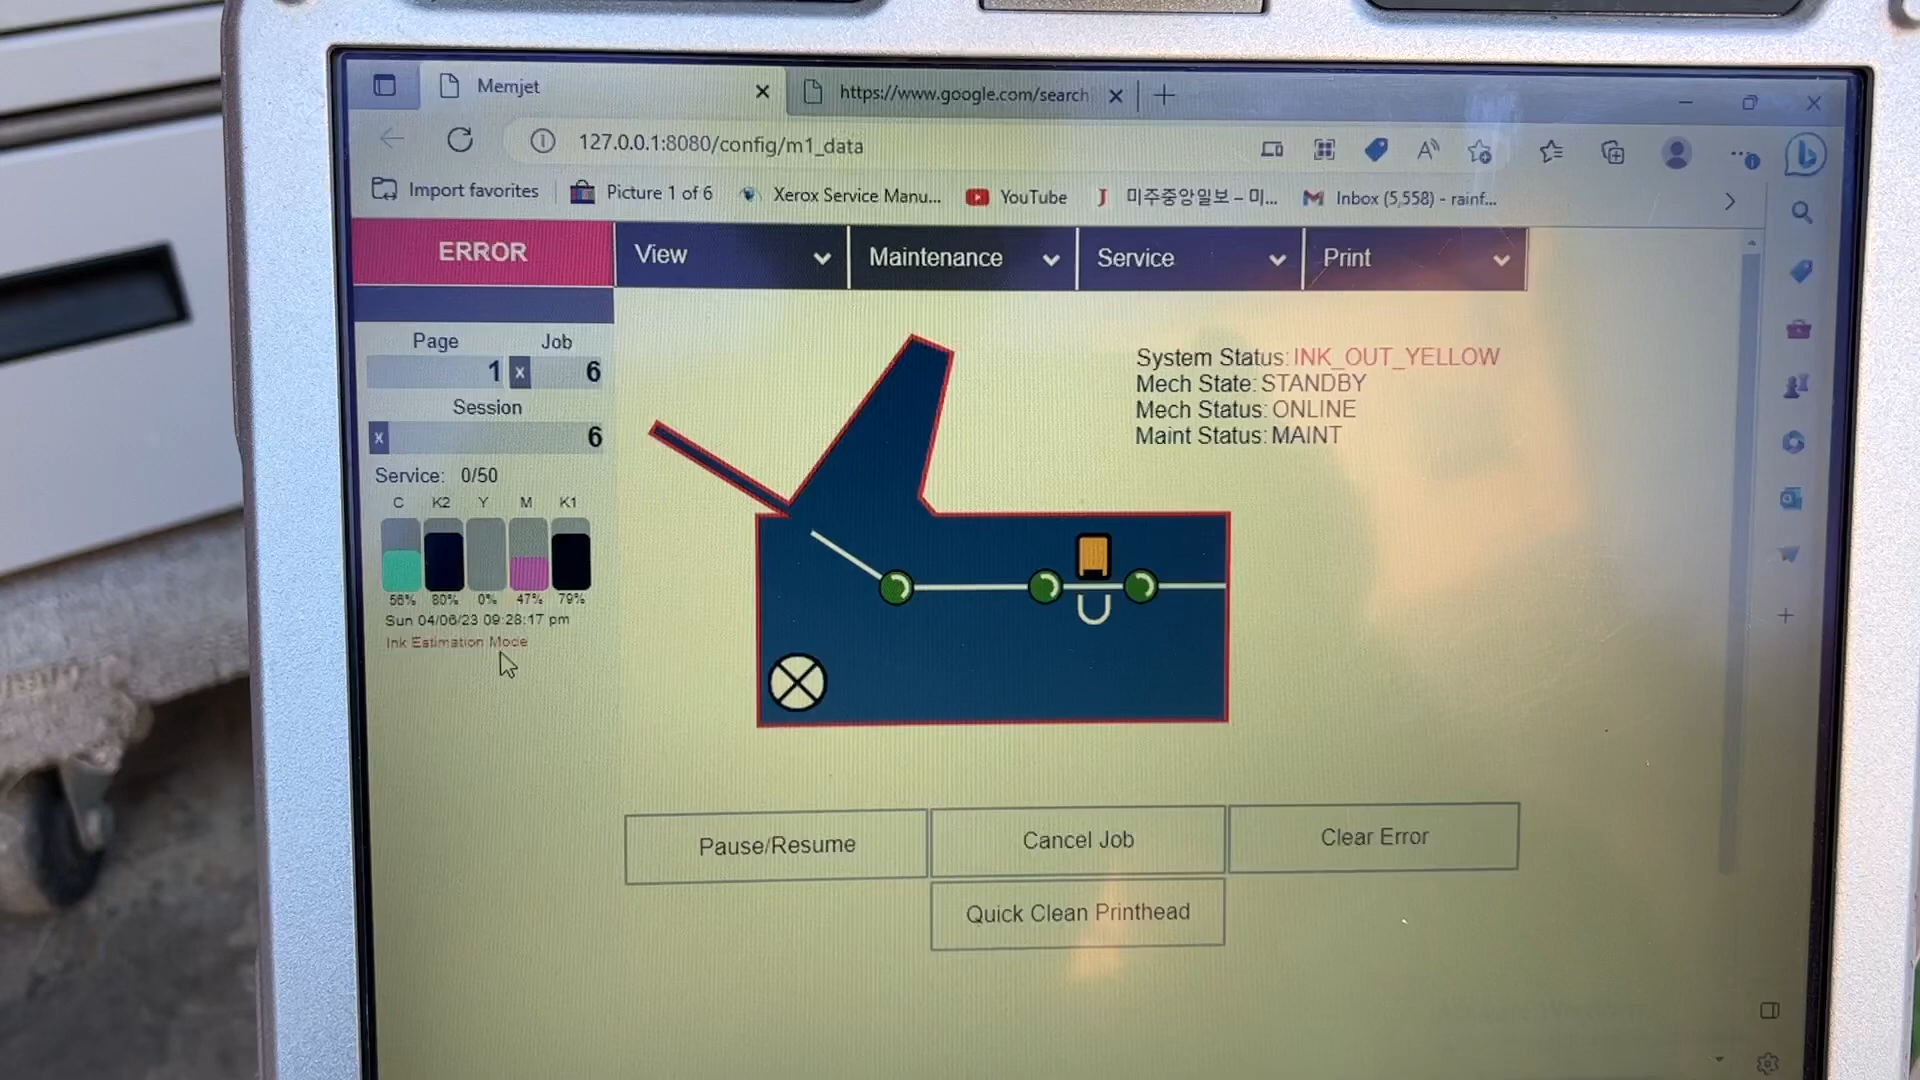 Memjet
https://www.google.com/search
127.0.0.1:8080/config/m1_data
Import favorites
Picture 1 of 6
Xerox Service Manu...
YouTube
미주중앙일보 – 미...
Inbox (5,558) - rainf...
ERROR
View
Maintenance
Service
Print
Page
Job
1
x
6
Session
x
6
Service: 0/50
C K2 Y M K1
56% 80% 0% 47% 79%
Sun 04/06/23 09:28:17 pm
Ink Estimation Mode
System Status: INK_OUT_YELLOW
Mech State: STANDBY
Mech Status: ONLINE
Maint Status: MAINT
Pause/Resume
Cancel Job
Clear Error
Quick Clean Printhead